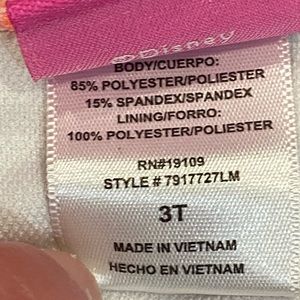 ©Disney
BODY/CUERPO:
85% POLYESTER/POLIESTER
15% SPANDEX/SPANDEX
LINING/FORRO:
100% POLYESTER/POLIESTER
RN#19109
STYLE # 7917727LM
3T
MADE IN VIETNAM
HECHO EN VIETNAM